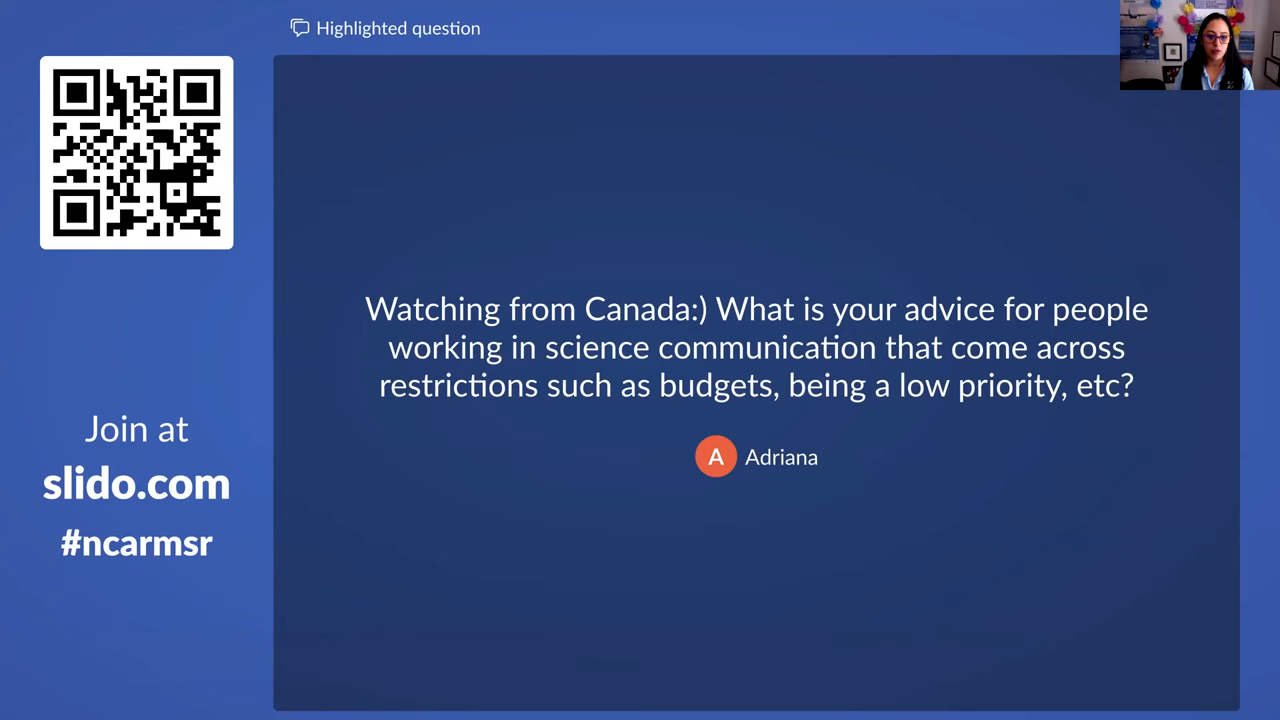 Highlighted question
Join at
slido.com
#ncarmsr
Watching from Canada:) What is your advice for people
working in science communication that come across
restrictions such as budgets, being a low priority, etc?
A Adriana